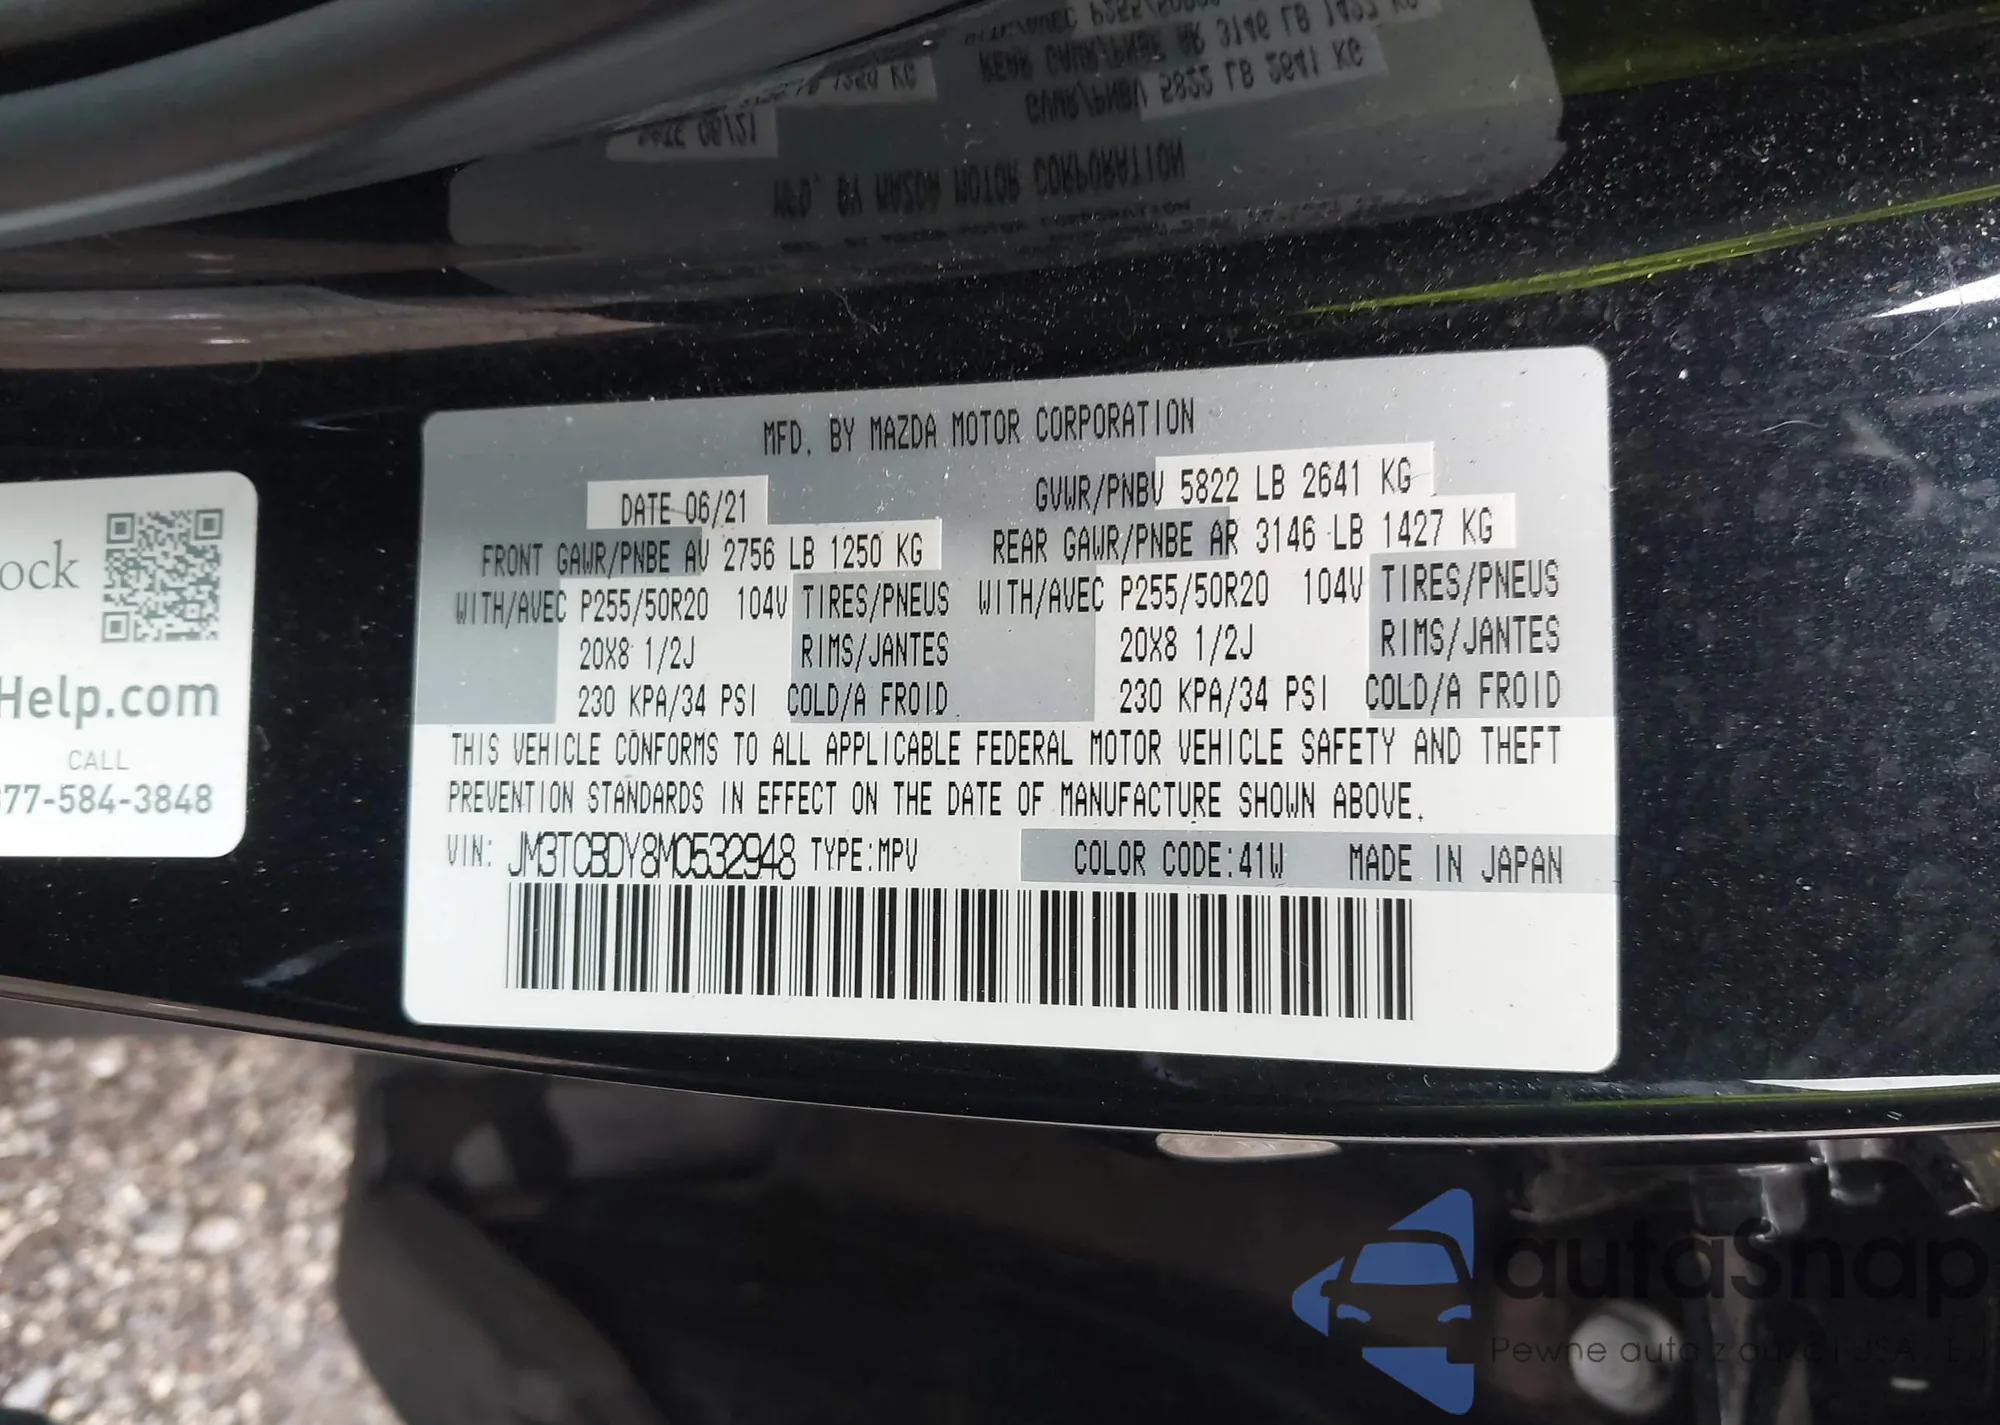 MFD. BY MAZDA MOTOR CORPORATION
DATE 06/21
GVWR/PNBV 5822 LB 2641 KG
FRONT GAWR/PNBE AV 2756 LB 1250 KG
REAR GAWR/PNBE AR 3146 LB 1427 KG
WITH/AVEC P255/50R20 104V TIRES/PNEUS
WITH/AVEC P255/50R20 104V TIRES/PNEUS
20X8 1/2J RIMS/JANTES
20X8 1/2J RIMS/JANTES
230 KPA/34 PSI COLD/A FROID
230 KPA/34 PSI COLD/A FROID
THIS VEHICLE CONFORMS TO ALL APPLICABLE FEDERAL MOTOR VEHICLE SAFETY AND THEFT
PREVENTION STANDARDS IN EFFECT ON THE DATE OF MANUFACTURE SHOWN ABOVE.
VIN: JM3TCBDY8M0532948 TYPE:MPV
COLOR CODE:41W MADE IN JAPAN
ock
Help.com
CALL
77-584-3848
autaSnap
Pewne auta z